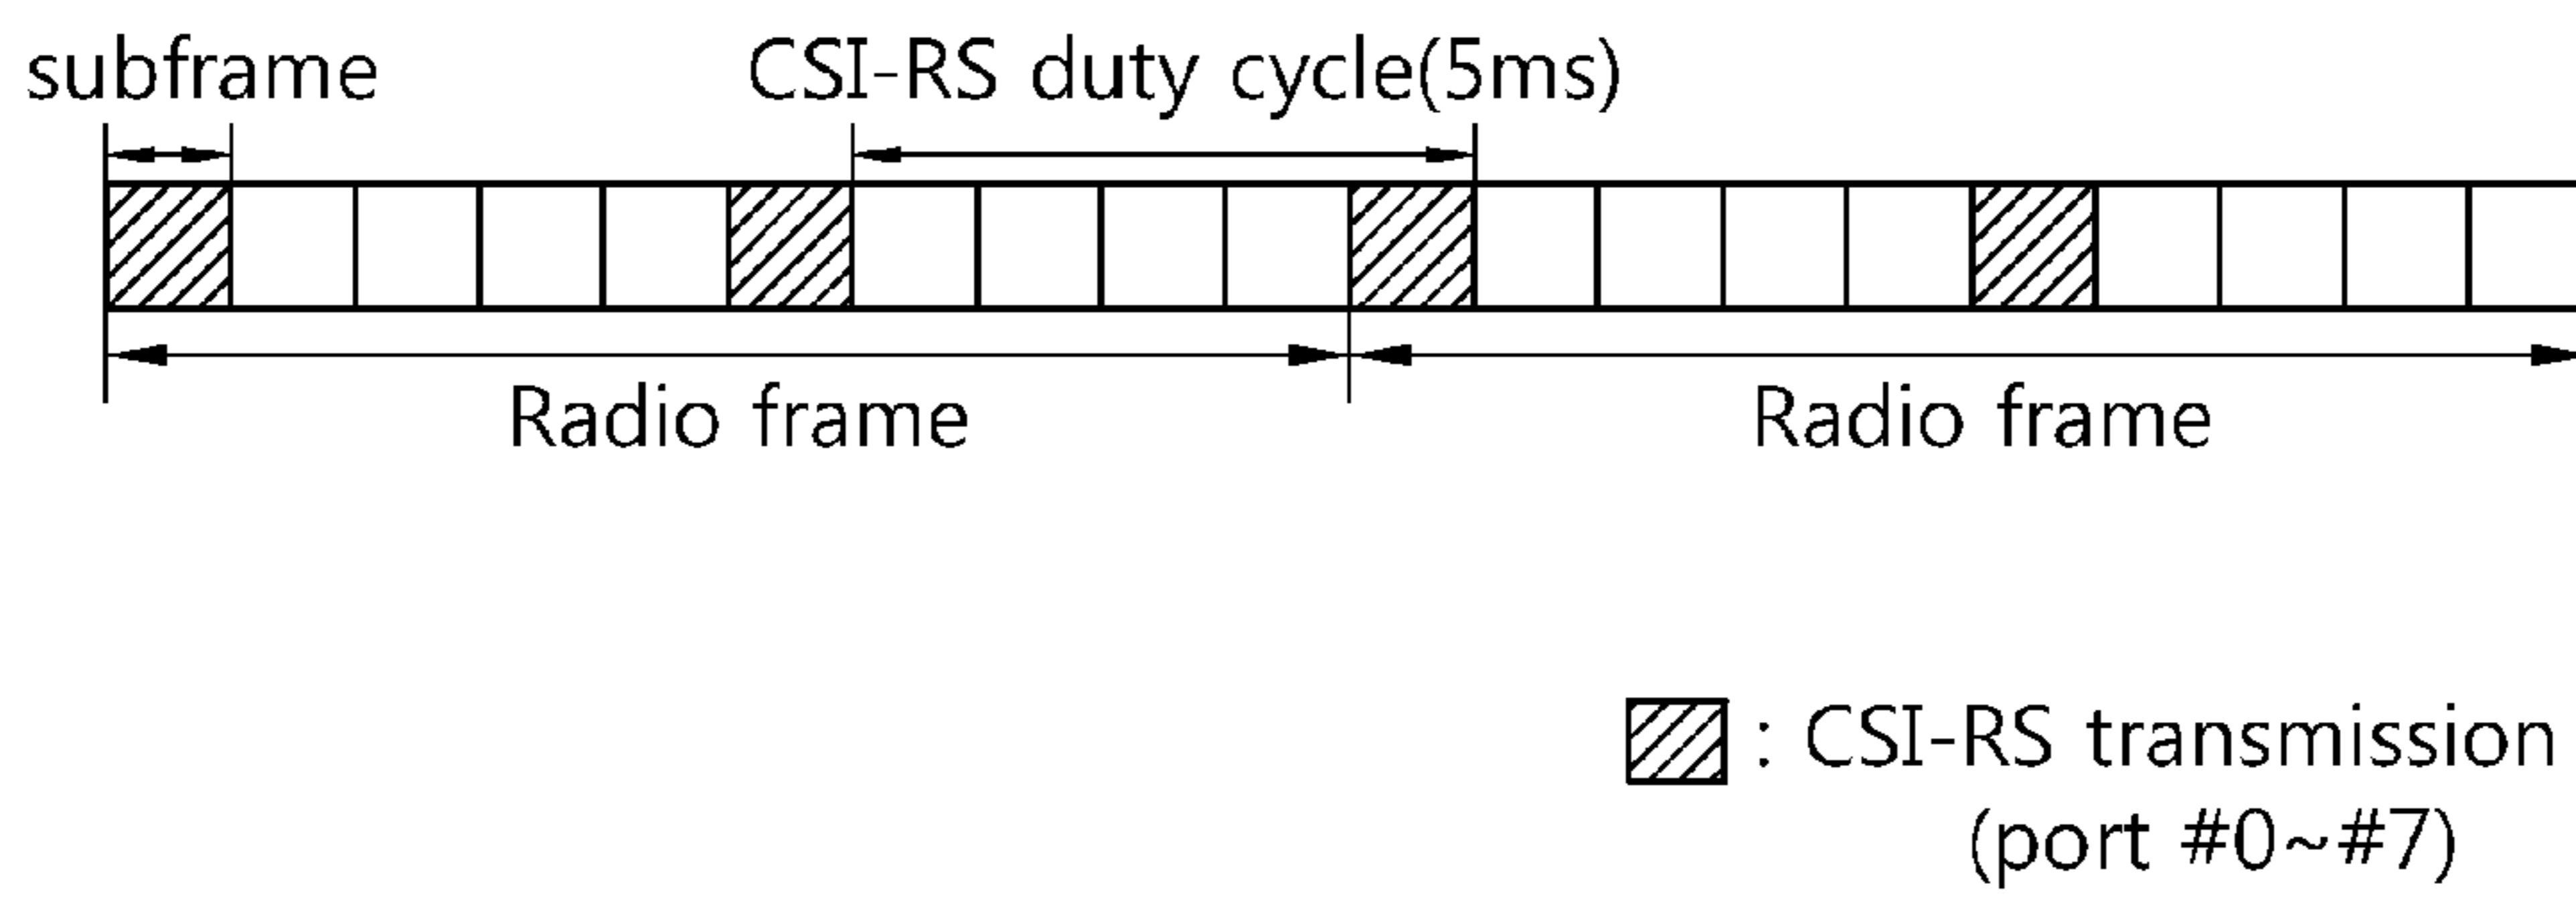 subframe
CSI-RS duty cycle(5ms)
Radio frame
Radio frame
: CSI-RS transmission
(port #0~#7)